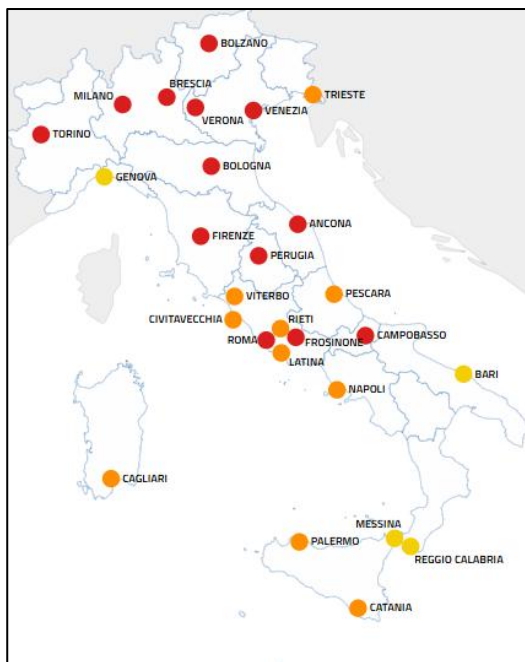 BOLZANO
BRESCIA
TRIESTE
MILANO
VERONA
VENEZIA
TORINO
BOLOGNA
GENOVA
ANCONA
FIRENZE
PERUGIA
VITERBO
PESCARA
CIVITAVECCHIA
RIETI
ROMA
FROSINONE
CAMPOBASSO
LATINA
BARI
NAPOLI
CAGLIARI
MESSINA
PALERMO
REGGIO CALABRIA
CATANIA